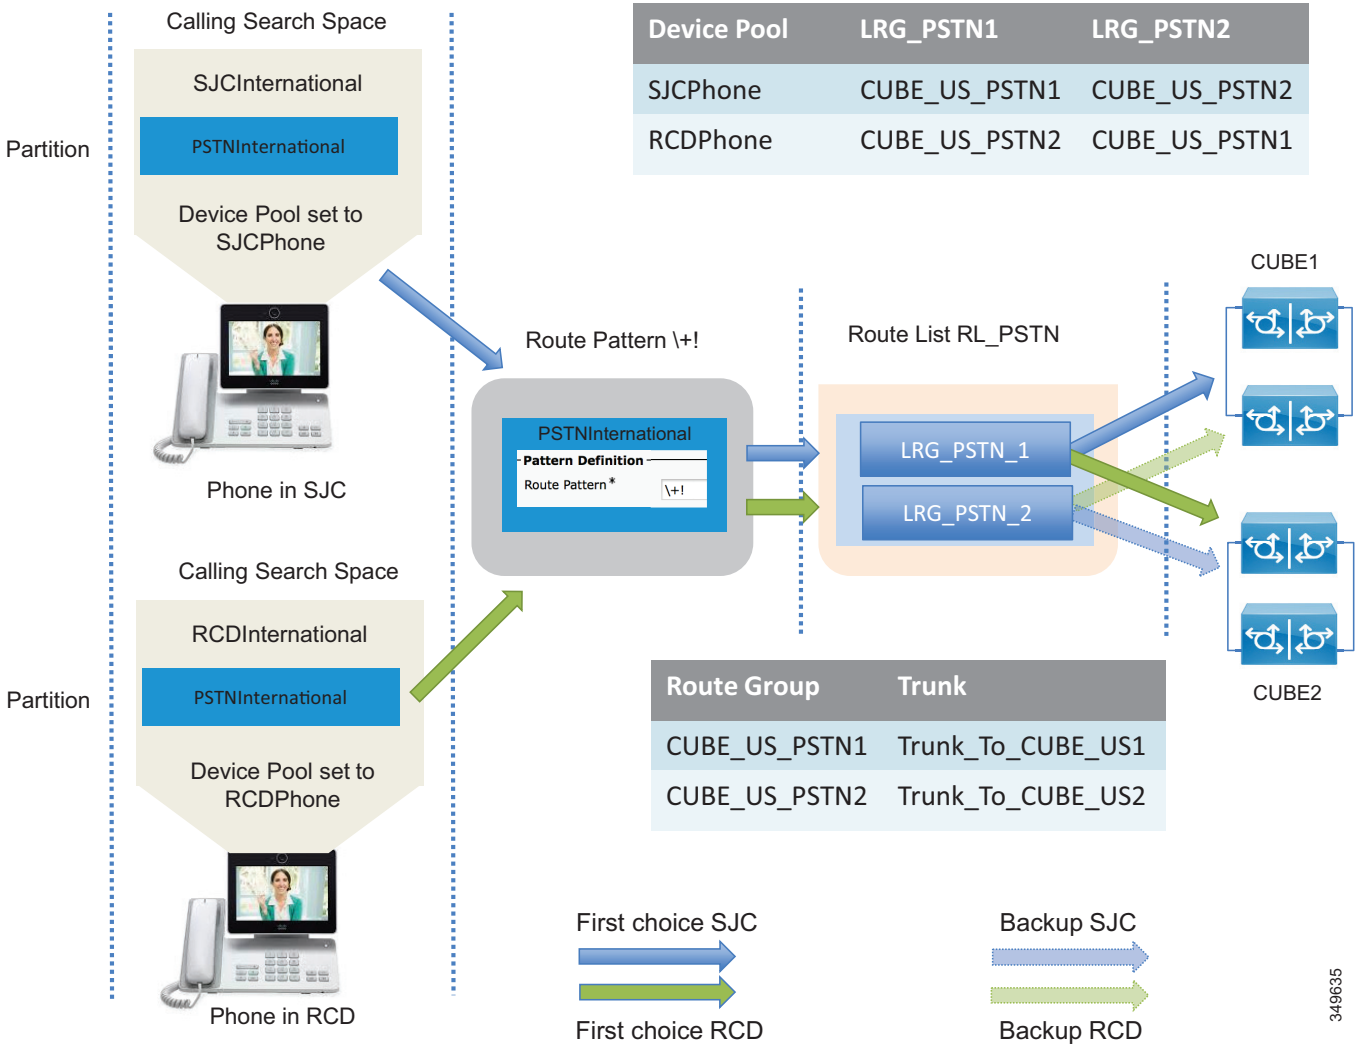 Calling Search Space
SJCInternational
Partition
PSTNInternational
Device Pool set to
SJCPhone
Phone in SJC
Device Pool LRG_PSTN1 LRG_PSTN2
SJCPhone CUBE_US_PSTN1 CUBE_US_PSTN2
RCDPhone CUBE_US_PSTN2 CUBE_US_PSTN1
Route Pattern \+!
PSTNInternational
Pattern Definition
Route Pattern* \+!
Route List RL_PSTN
LRG_PSTN_1
LRG_PSTN_2
CUBE1
CUBE2
Calling Search Space
RCDInternational
Partition
PSTNInternational
Device Pool set to
RCDPhone
Phone in RCD
Route Group Trunk
CUBE_US_PSTN1 Trunk_To_CUBE_US1
CUBE_US_PSTN2 Trunk_To_CUBE_US2
First choice SJC
First choice RCD
Backup SJC
Backup RCD
349635